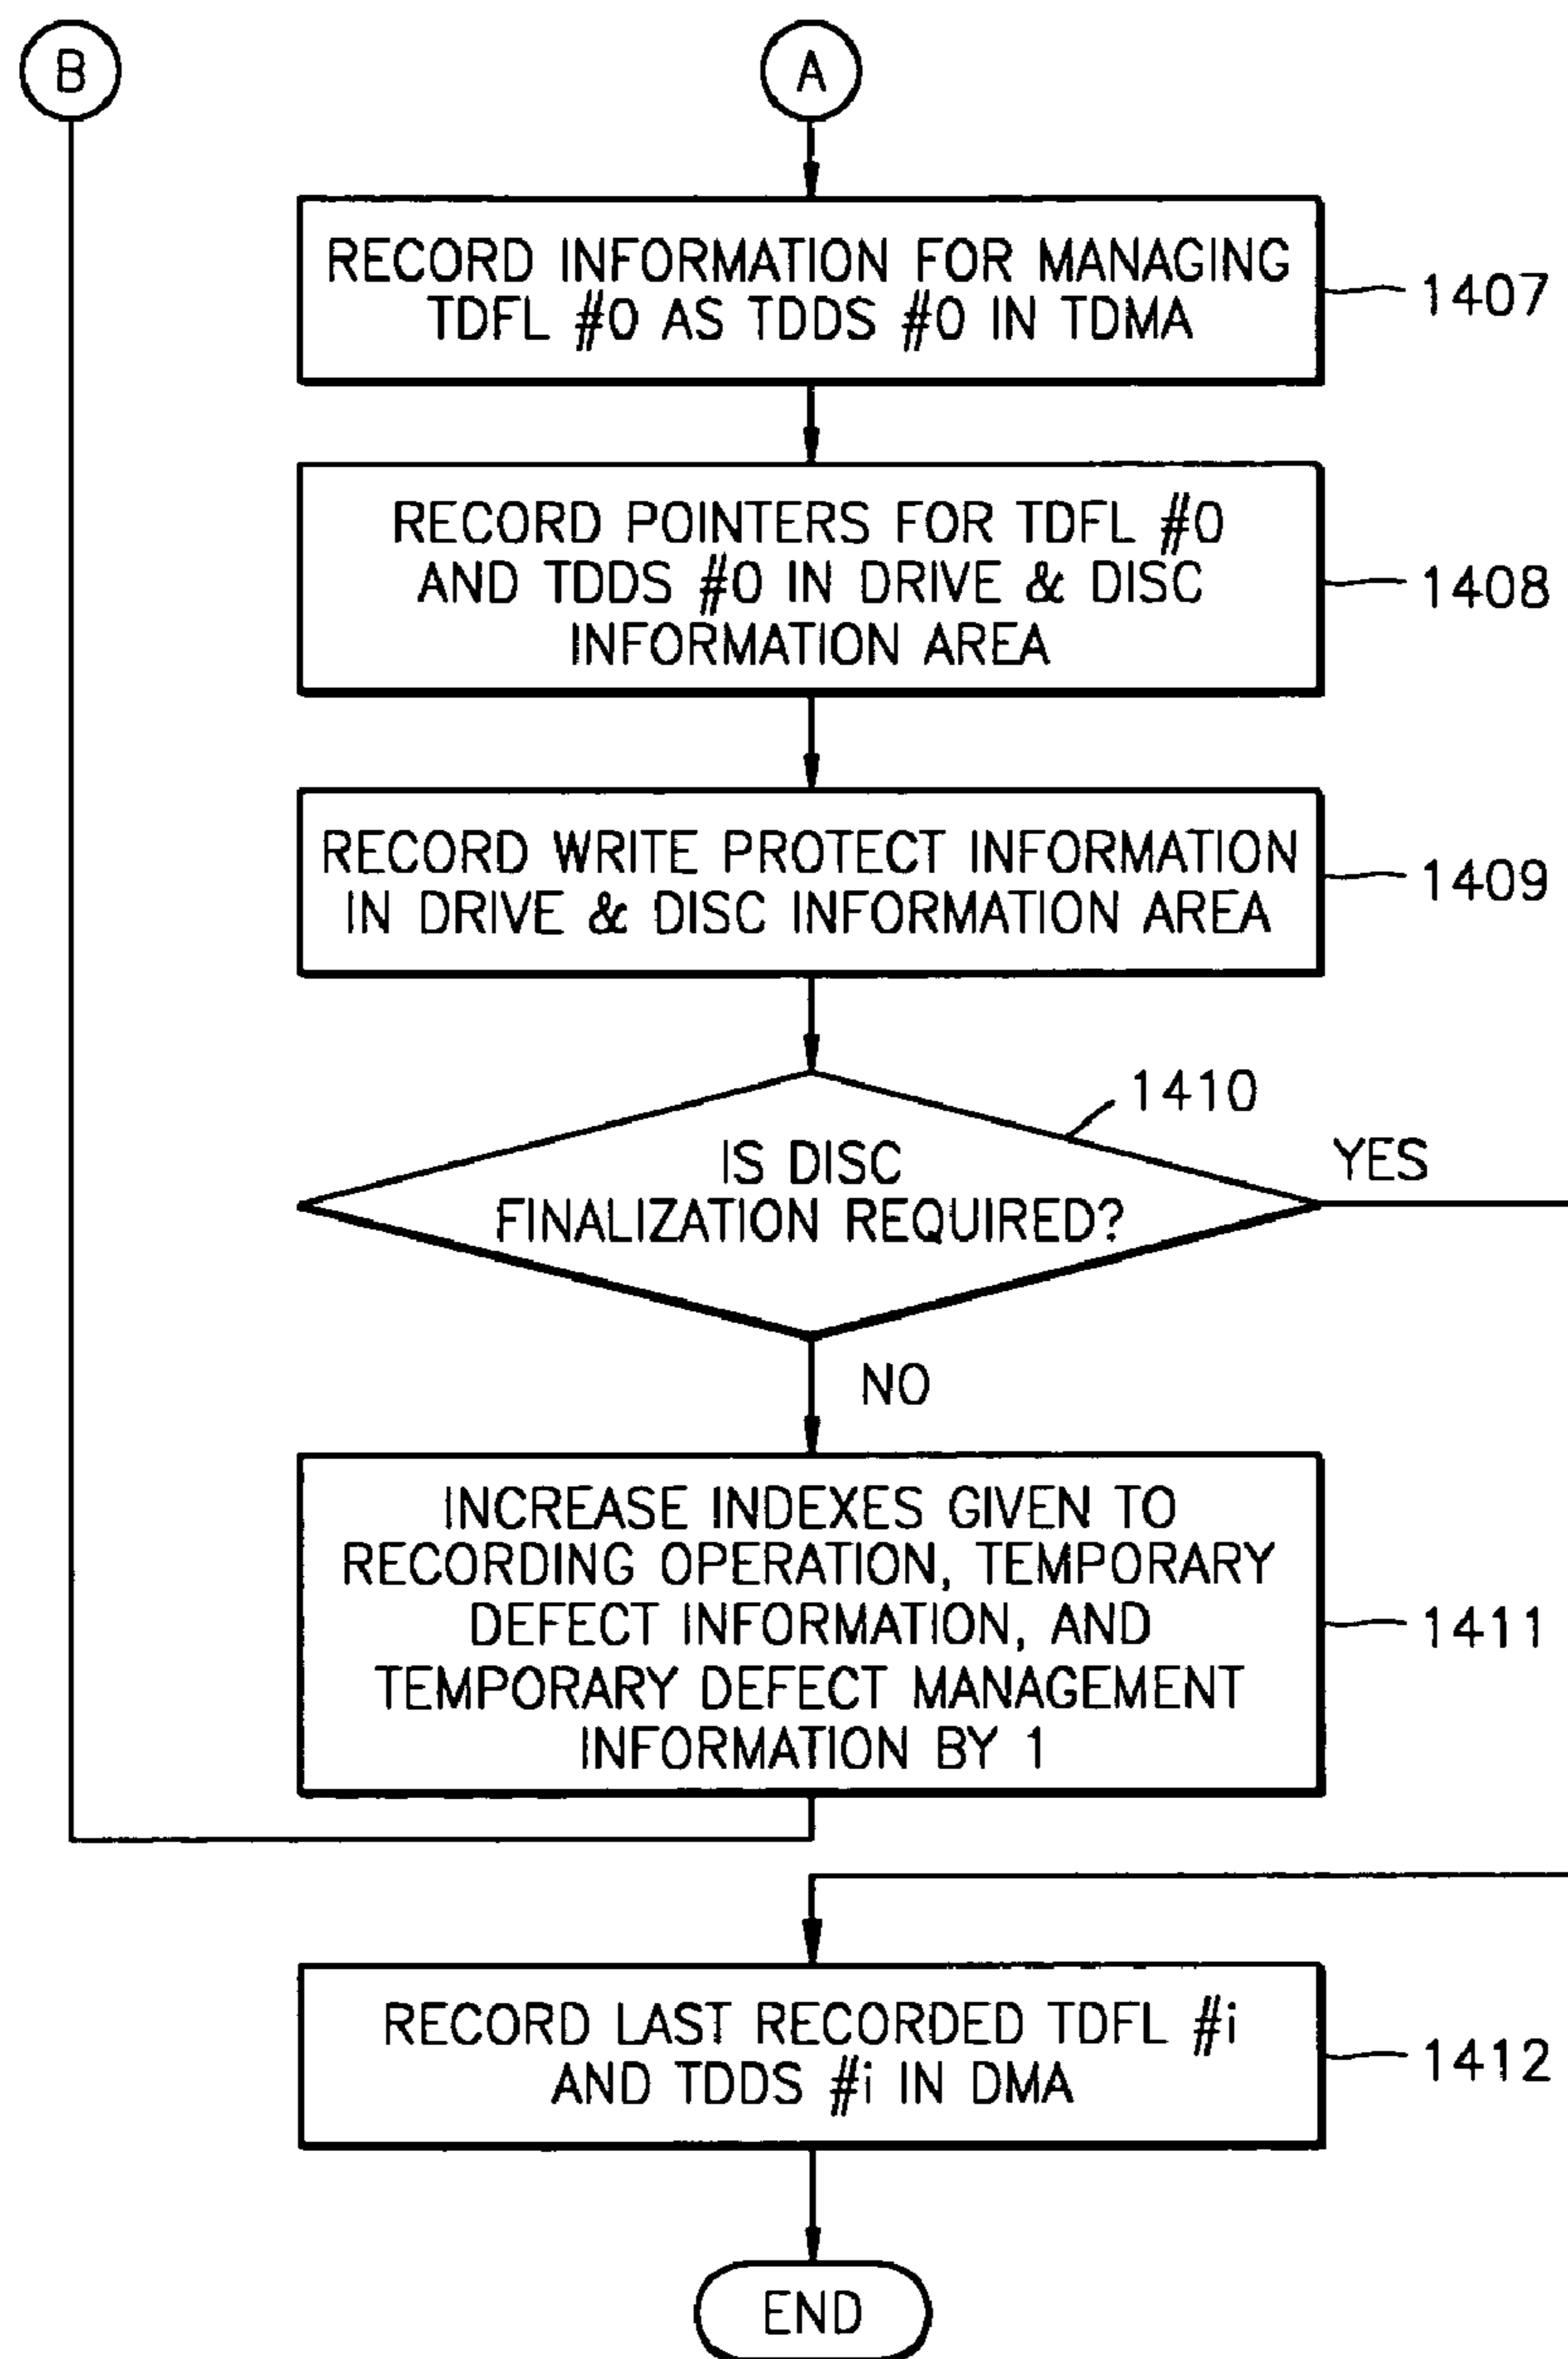 B
A
RECORD INFORMATION FOR MANAGING
TDFL #0 AS TDDS #0 IN TDMA
1407
RECORD POINTERS FOR TDFL #0
AND TDDS #0 IN DRIVE & DISC
INFORMATION AREA
1408
RECORD WRITE PROTECT INFORMATION
IN DRIVE & DISC INFORMATION AREA
1409
1410
IS DISC
FINALIZATION REQUIRED?
YES
NO
INCREASE INDEXES GIVEN TO
RECORDING OPERATION, TEMPORARY
DEFECT INFORMATION, AND
TEMPORARY DEFECT MANAGEMENT
INFORMATION BY 1
1411
RECORD LAST RECORDED TDFL #i
AND TDDS #i IN DMA
1412
END